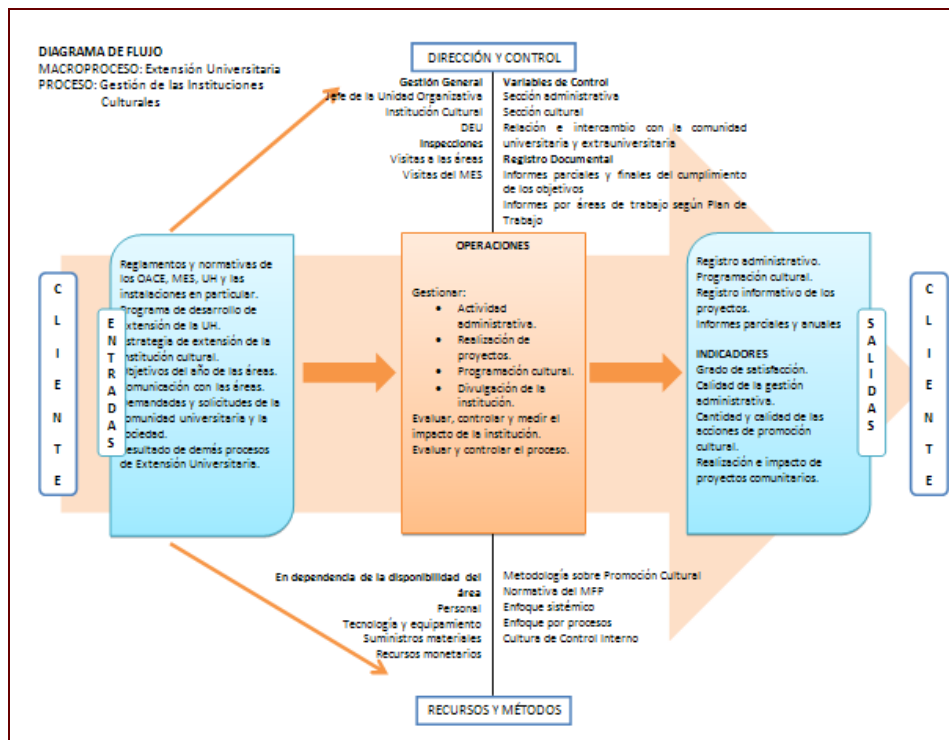 DIAGRAMA DE FLUJO
MACROPROCESO: Extensión Universitaria
PROCESO: Gestión de las Instituciones
Culturales
DIRECCIÓN Y CONTROL
Gestión General
Jefe de la Unidad Organizativa
Institución Cultural
DEU
Inspecciones
Visitas a las áreas
Visitas del MES
Variables de Control
Sección administrativa
Sección cultural
Relación e intercambio con la comunidad
universitaria y extrauniversitaria
Registro Documental
Informes parciales y finales del cumplimiento
de los objetivos
Informes por áreas de trabajo según Plan de
Trabajo
CLIENTE
ENTRADAS
Reglamentos y normativas de
los OACE, MES, UH y las
instalaciones en particular.
Programa de desarrollo de
extensión de la UH.
Estrategia de extensión de la
institución cultural.
Objetivos del año de las áreas.
Comunicación con las áreas.
Demandadas y solicitudes de la
comunidad universitaria y la
sociedad.
Resultado de demás procesos
de Extensión Universitaria.
OPERACIONES
Gestionar:
• Actividad
administrativa.
• Realización de
proyectos.
• Programación cultural.
• Divulgación de la
institución.
Evaluar, controlar y medir el
impacto de la institución.
Evaluar y controlar el proceso.
Registro administrativo.
Programación cultural.
Registro informativo de los
proyectos.
Informes parciales y anuales
INDICADORES
Grado de satisfacción.
Calidad de la gestión
administrativa.
Cantidad y calidad de las
acciones de promoción
cultural.
Realización e impacto de
proyectos comunitarios.
SALIDAS
CLIENTE
En dependencia de la disponibilidad del
área
Personal
Tecnología y equipamiento
Suministros materiales
Recursos monetarios
Metodología sobre Promoción Cultural
Normativa del MFP
Enfoque sistémico
Enfoque por procesos
Cultura de Control Interno
RECURSOS Y MÉTODOS